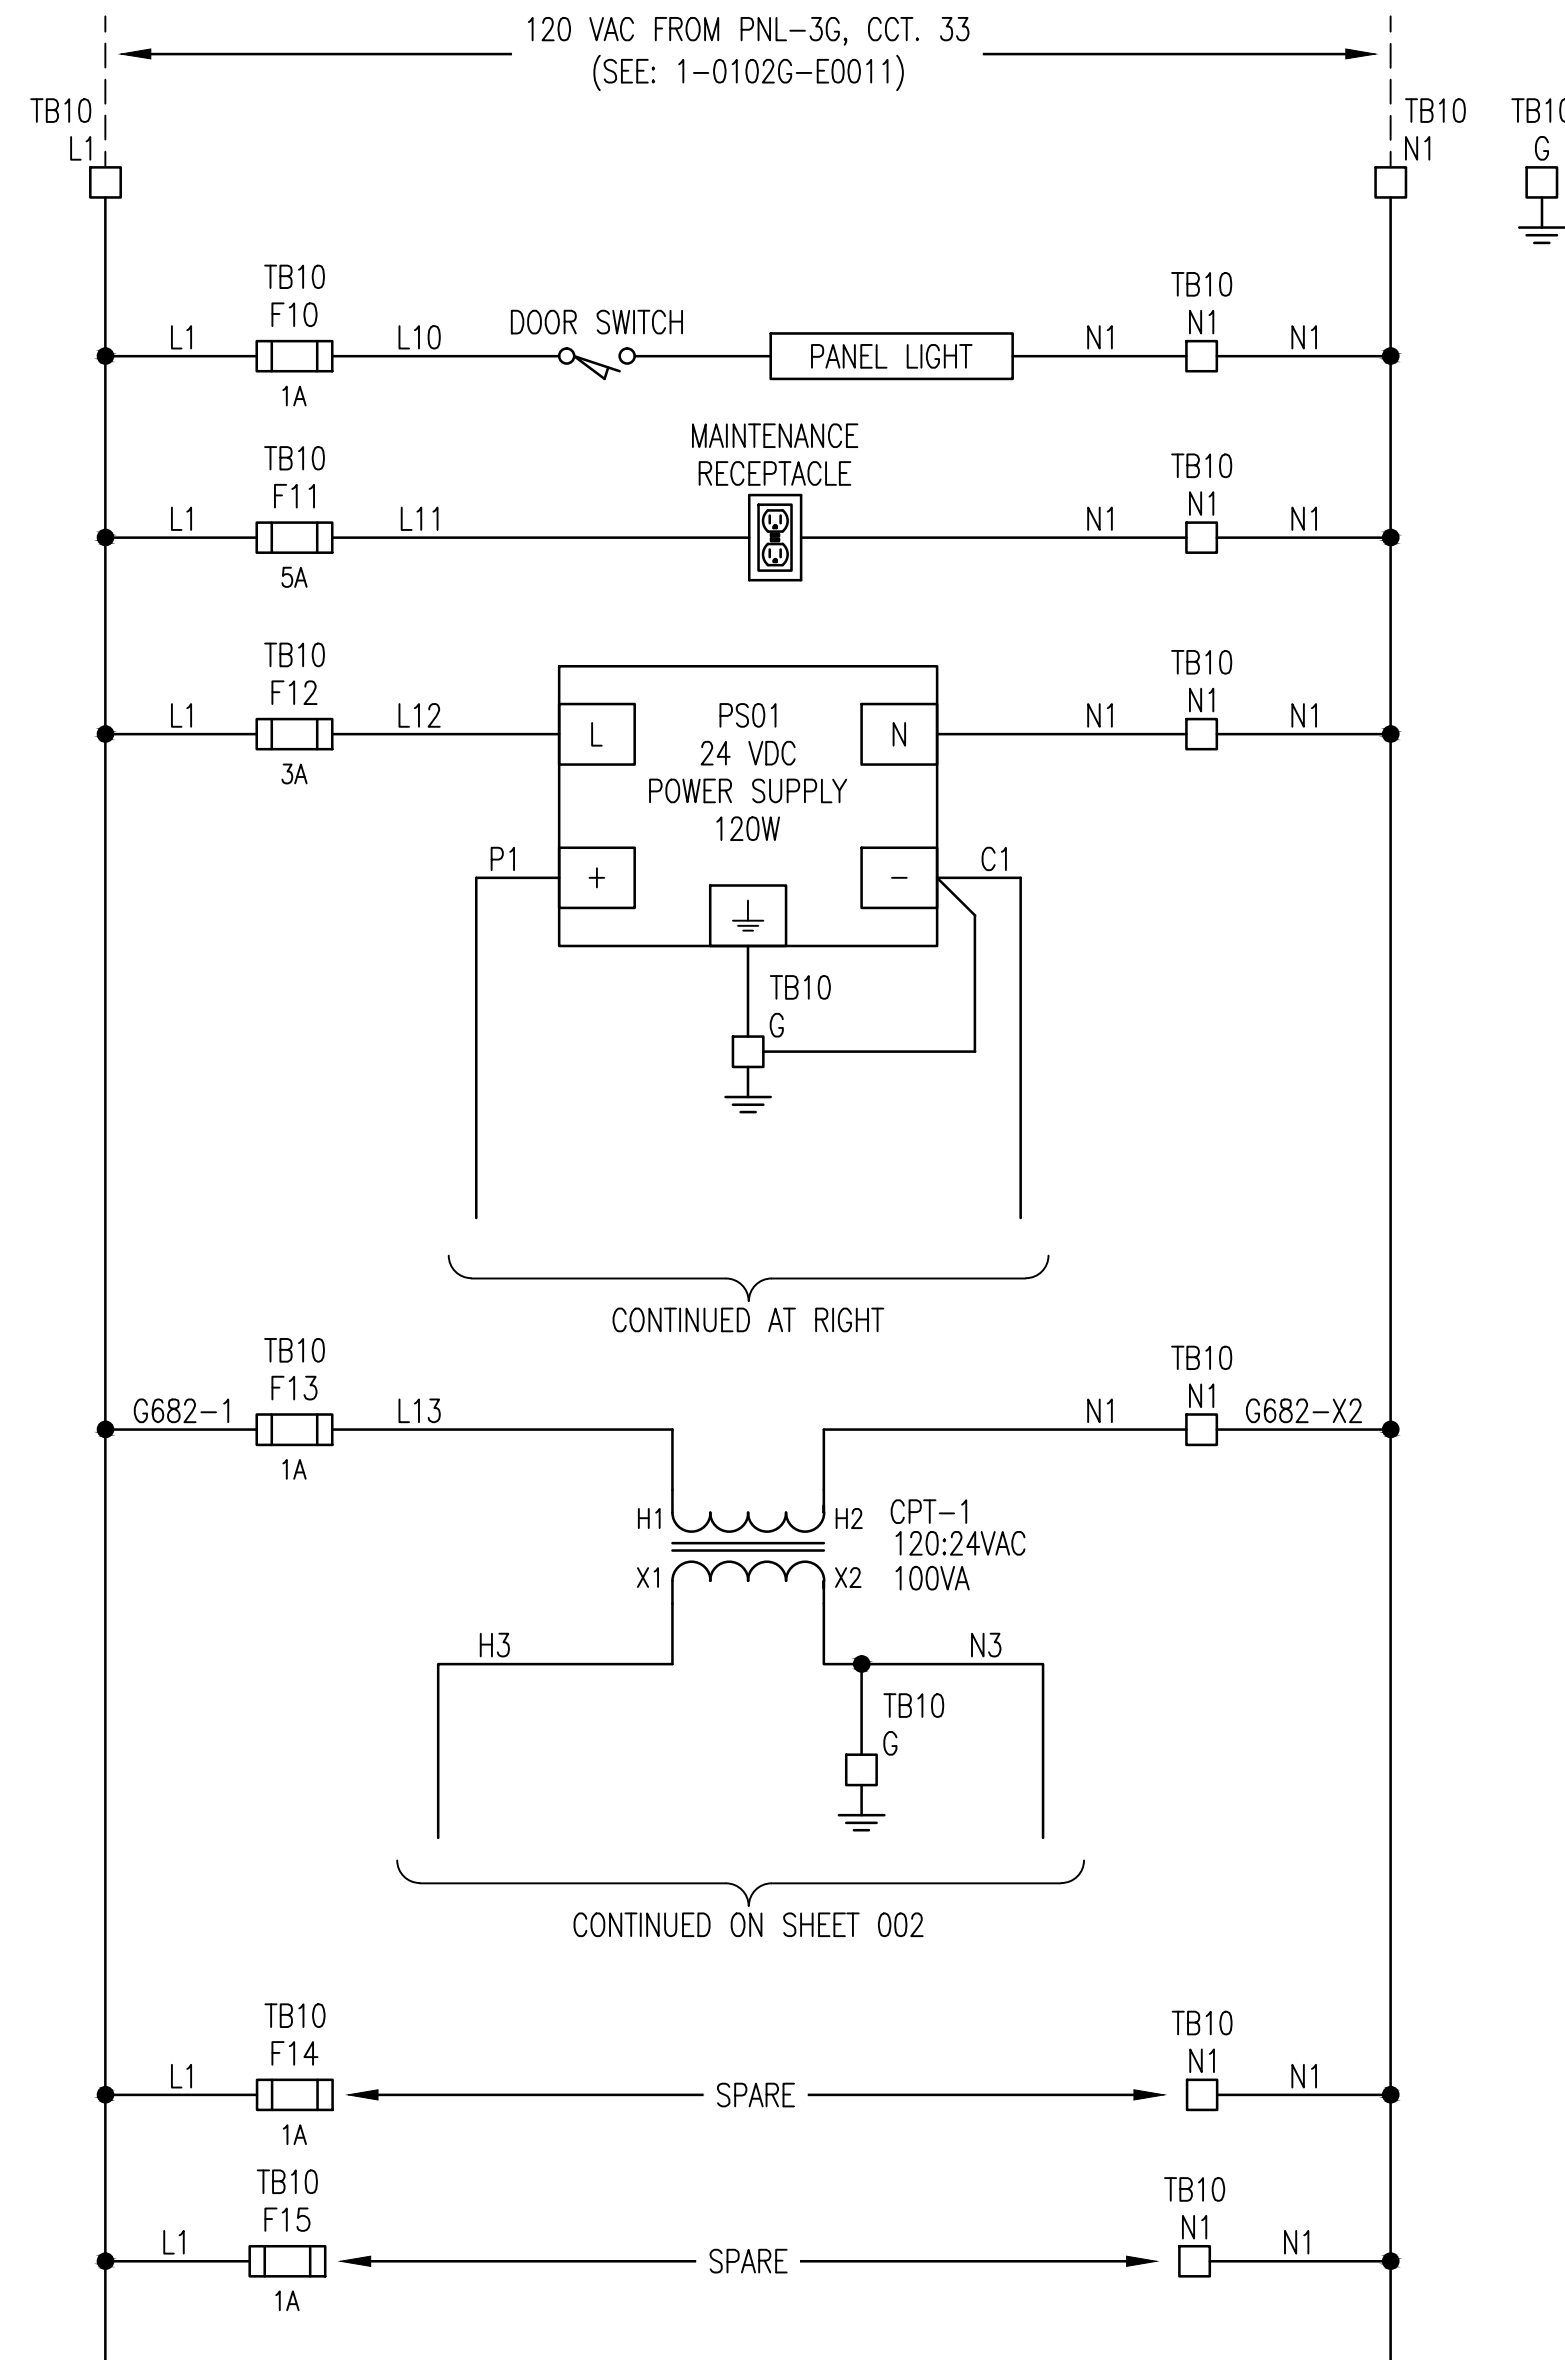 120 VAC FROM PNL-3G, CCT. 33
(SEE: 1-0102G-E0011)
TB10
L1
TB10
N1
TB10
G
TB10
F10
L1
1A
L10
DOOR SWITCH
PANEL LIGHT
N1
TB10
N1
N1
MAINTENANCE
RECEPTACLE
TB10
F11
L1
5A
L11
N1
TB10
N1
N1
TB10
F12
L1
3A
L12
L
PS01
24 VDC
POWER SUPPLY
120W
N
N1
TB10
N1
N1
P1
+
-
C1
TB10
G
CONTINUED AT RIGHT
TB10
F13
G682-1
1A
L13
N1
TB10
N1
G682-X2
H1
H2
CPT-1
120:24VAC
100VA
X1
X2
H3
N3
TB10
G
CONTINUED ON SHEET 002
TB10
F14
L1
1A
SPARE
TB10
N1
N1
TB10
F15
L1
1A
SPARE
TB10
N1
N1